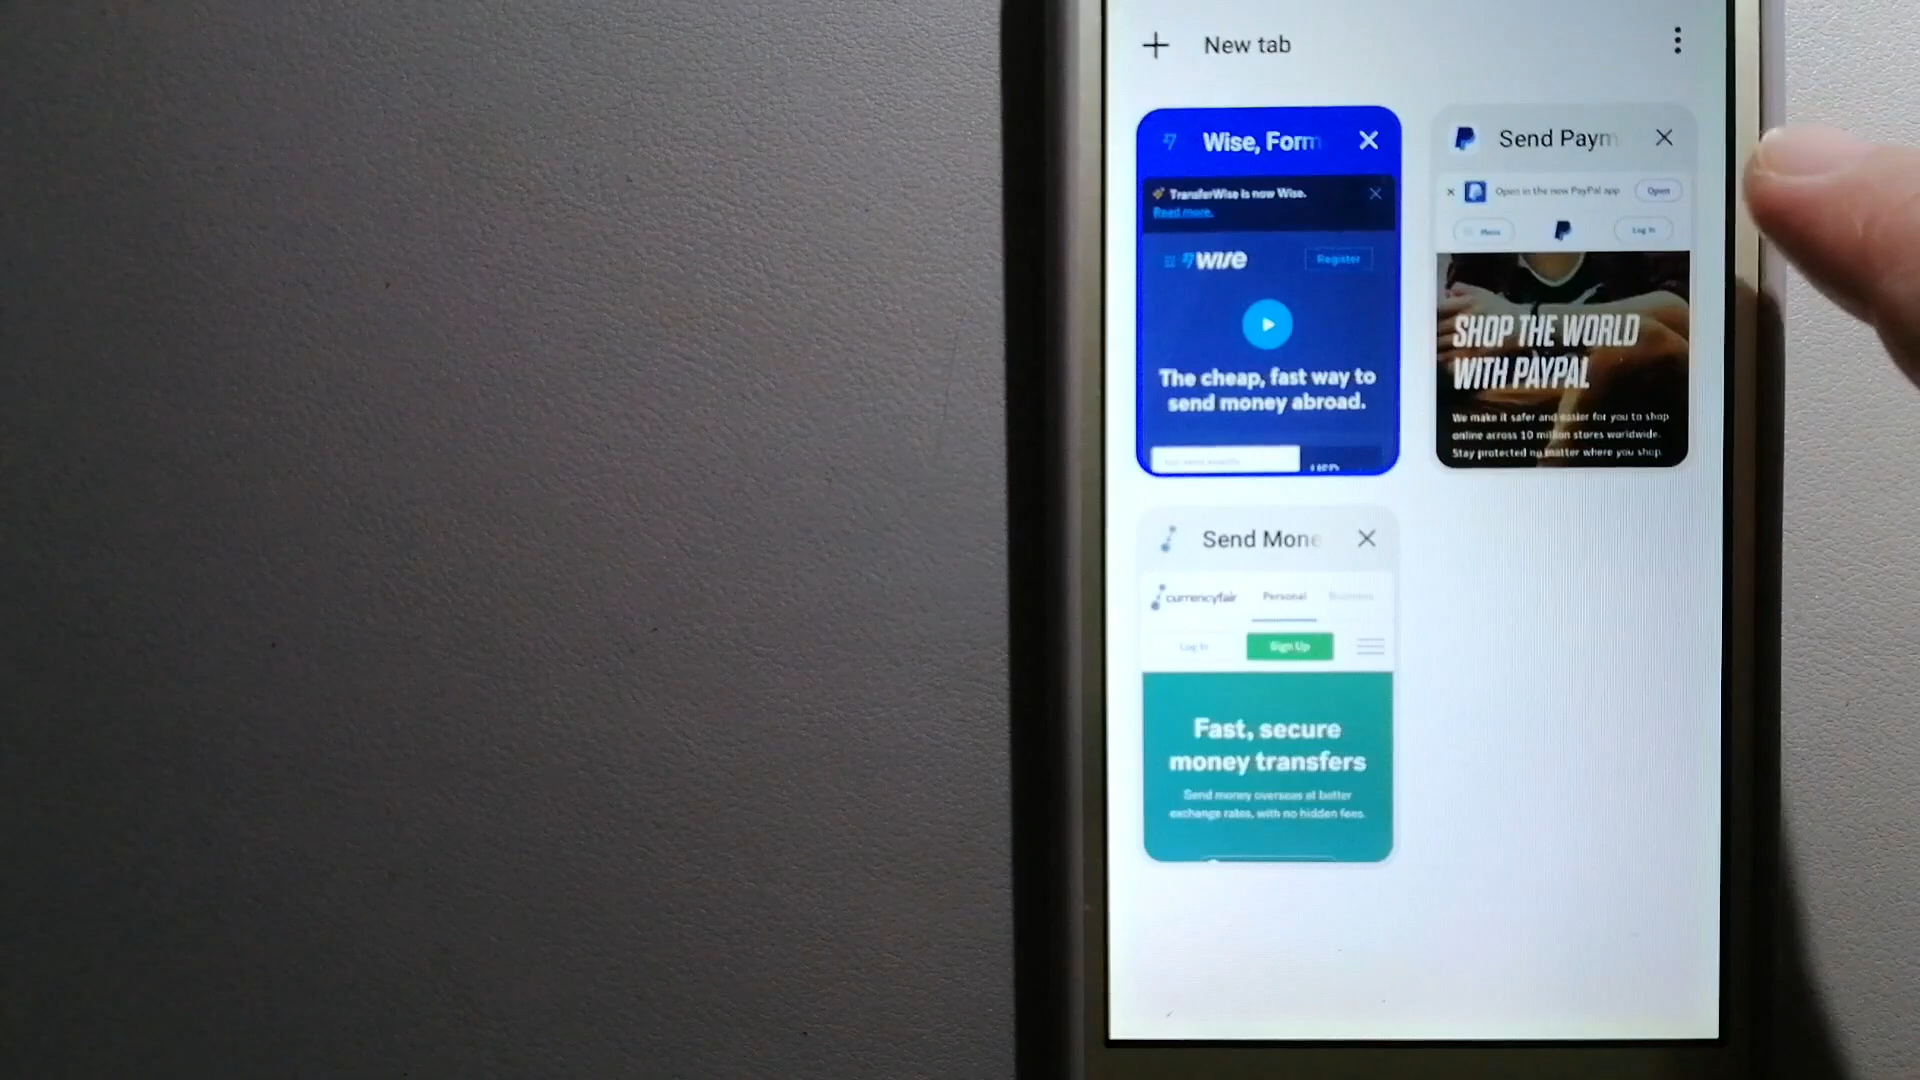 New tab
Wise, Form
TransferWise is now Wise.
Read more.
wise
Register
The cheap, fast way to
send money abroad.
Send Paym
Open in the new PayPal app
Open
Menu
Log In
SHOP THE WORLD
WITH PAYPAL
We make it safer and easier for you to shop
online across 10 million stores worldwide.
Stay protected no matter where you shop.
Send Mone
currencyfair
Personal
Business
Log In
Sign Up
Fast, secure
money transfers
Send money overseas at better
exchange rates, with no hidden fees.